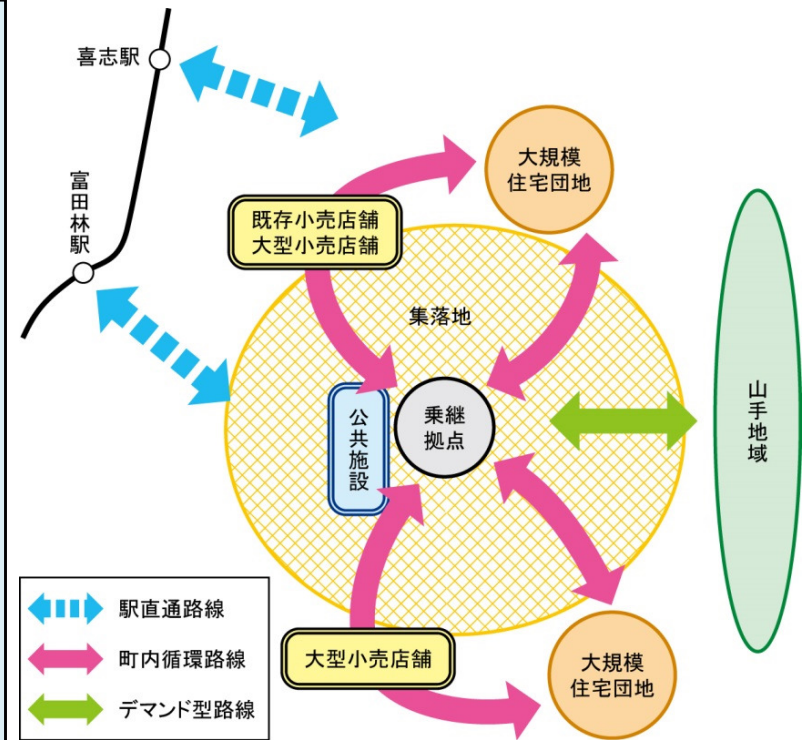 喜志駅
富田林駅
大規模
住宅団地
既存小売店舗
大型小売店舗
集落地
山手地域
乗継
拠点
公共施設
駅直通路線
町内循環路線
デマンド型路線
大型小売店舗
大規模
住宅団地